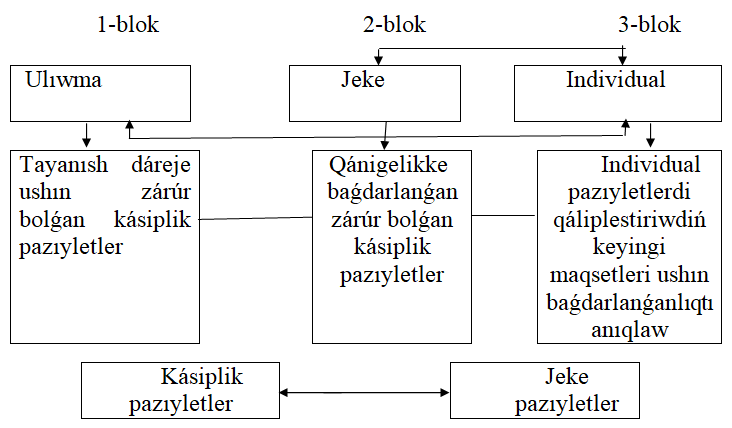 1-blok 2-blok 3-blok
Ulıwma
Jeke
Individual
Tayanısh dáreje
ushın zárúr
bolǵan kásiplik
pazıyletler
Qánigelikke
baǵdarlanǵan
zárúr bolǵan
kásiplik
pazıyletler
Individual
pazıyletlerdi
qáliplestiriwdiń
keyingi
maqsetleri ushın
baǵdarlanǵanlıqtı
anıqlaw
Kásiplik
pazıyletler
Jeke
pazıyletler